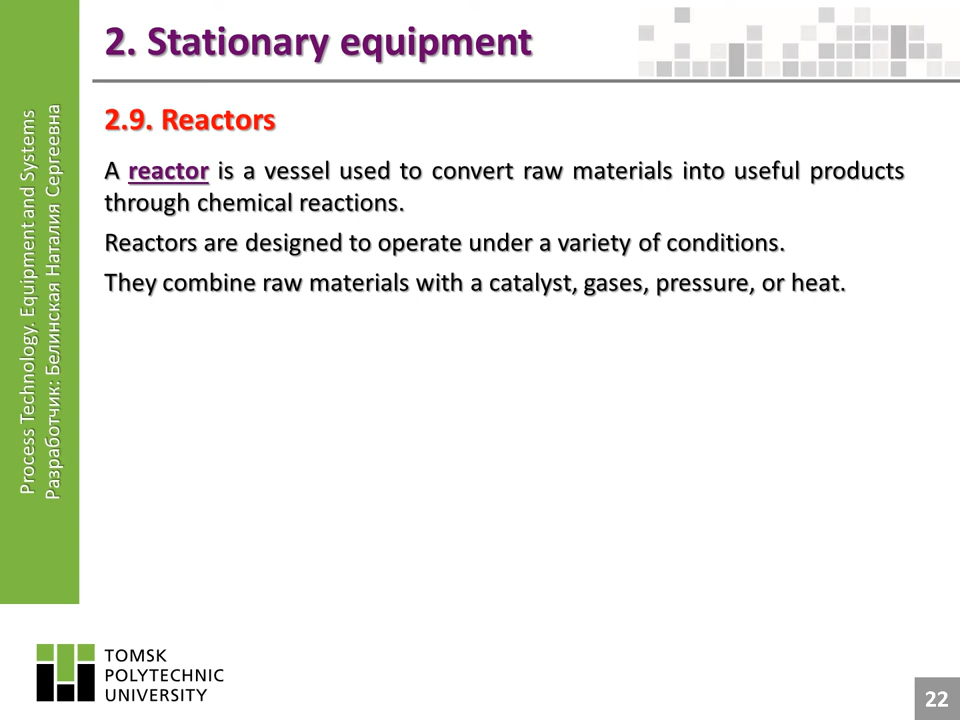 2. Stationary equipment
2.9. Reactors
A reactor is a vessel used to convert raw materials into useful products
through chemical reactions.
Reactors are designed to operate under a variety of conditions.
They combine raw materials with a catalyst, gases, pressure, or heat.
Process Technology. Equipment and Systems
Разработчик: Белинская Наталия Сергеевна
TOMSK
POLYTECHNIC
UNIVERSITY
22